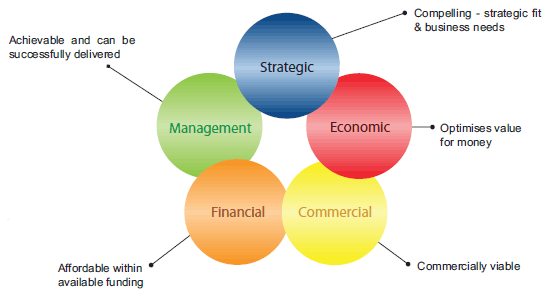 Compelling - strategic fit
& business needs
Achievable and can be
successfully delivered
Strategic
Management
Economic
Optimises value
for money
Financial
Commercial
Affordable within
available funding
Commercially viable